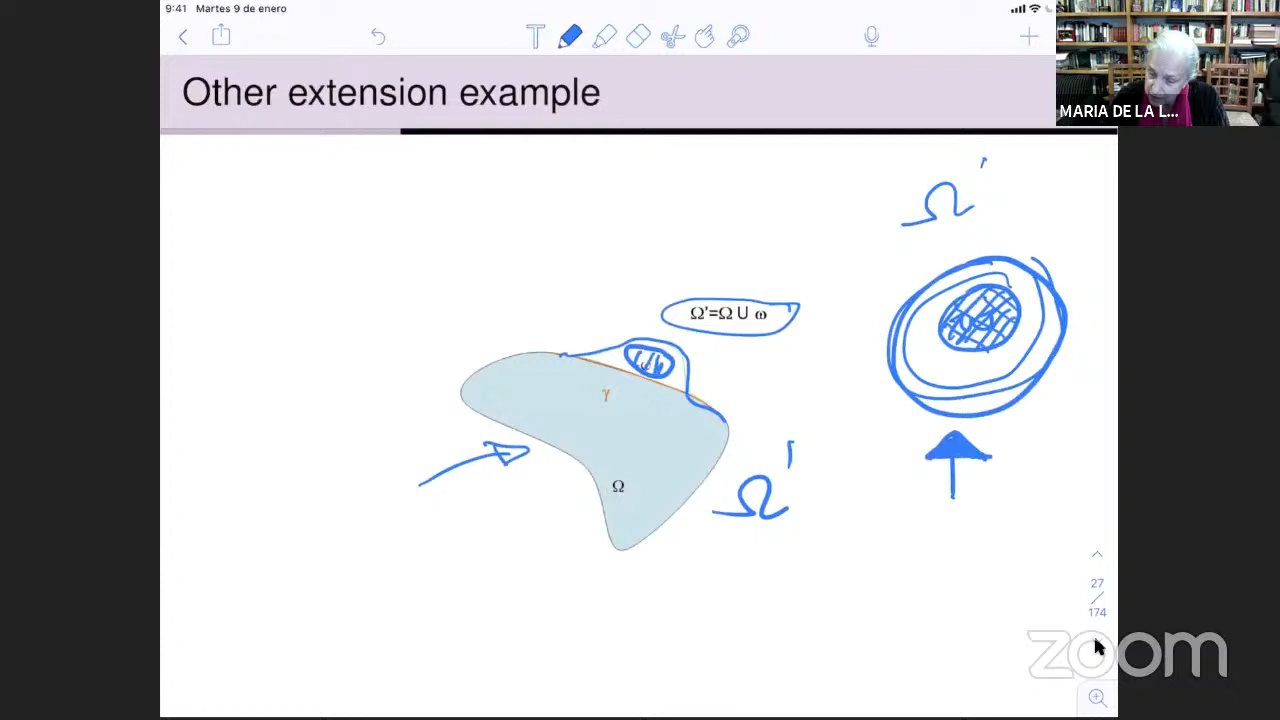 9:41 Martes 9 de enero
Other extension example
MARIA DE LA L...
Ω'
Ω'=Ω ∪ ω
γ
Ω
Ω'
27
174
zoom